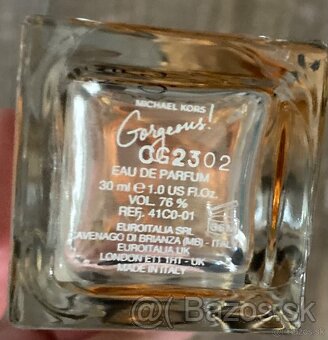 MICHAEL KORS
Gorgeous!
CG2302
EAU DE PARFUM
30 ml ℮ 1.0 US Fl.Oz.
VOL 76 %
REF. 41C0-01
EUROITALIA SRL
CAVENAGO DI BRIANZA (MB) - ITALY
EUROITALIA UK
LONDON E11 1HT - UK
MADE IN ITALY
Bazos.sk